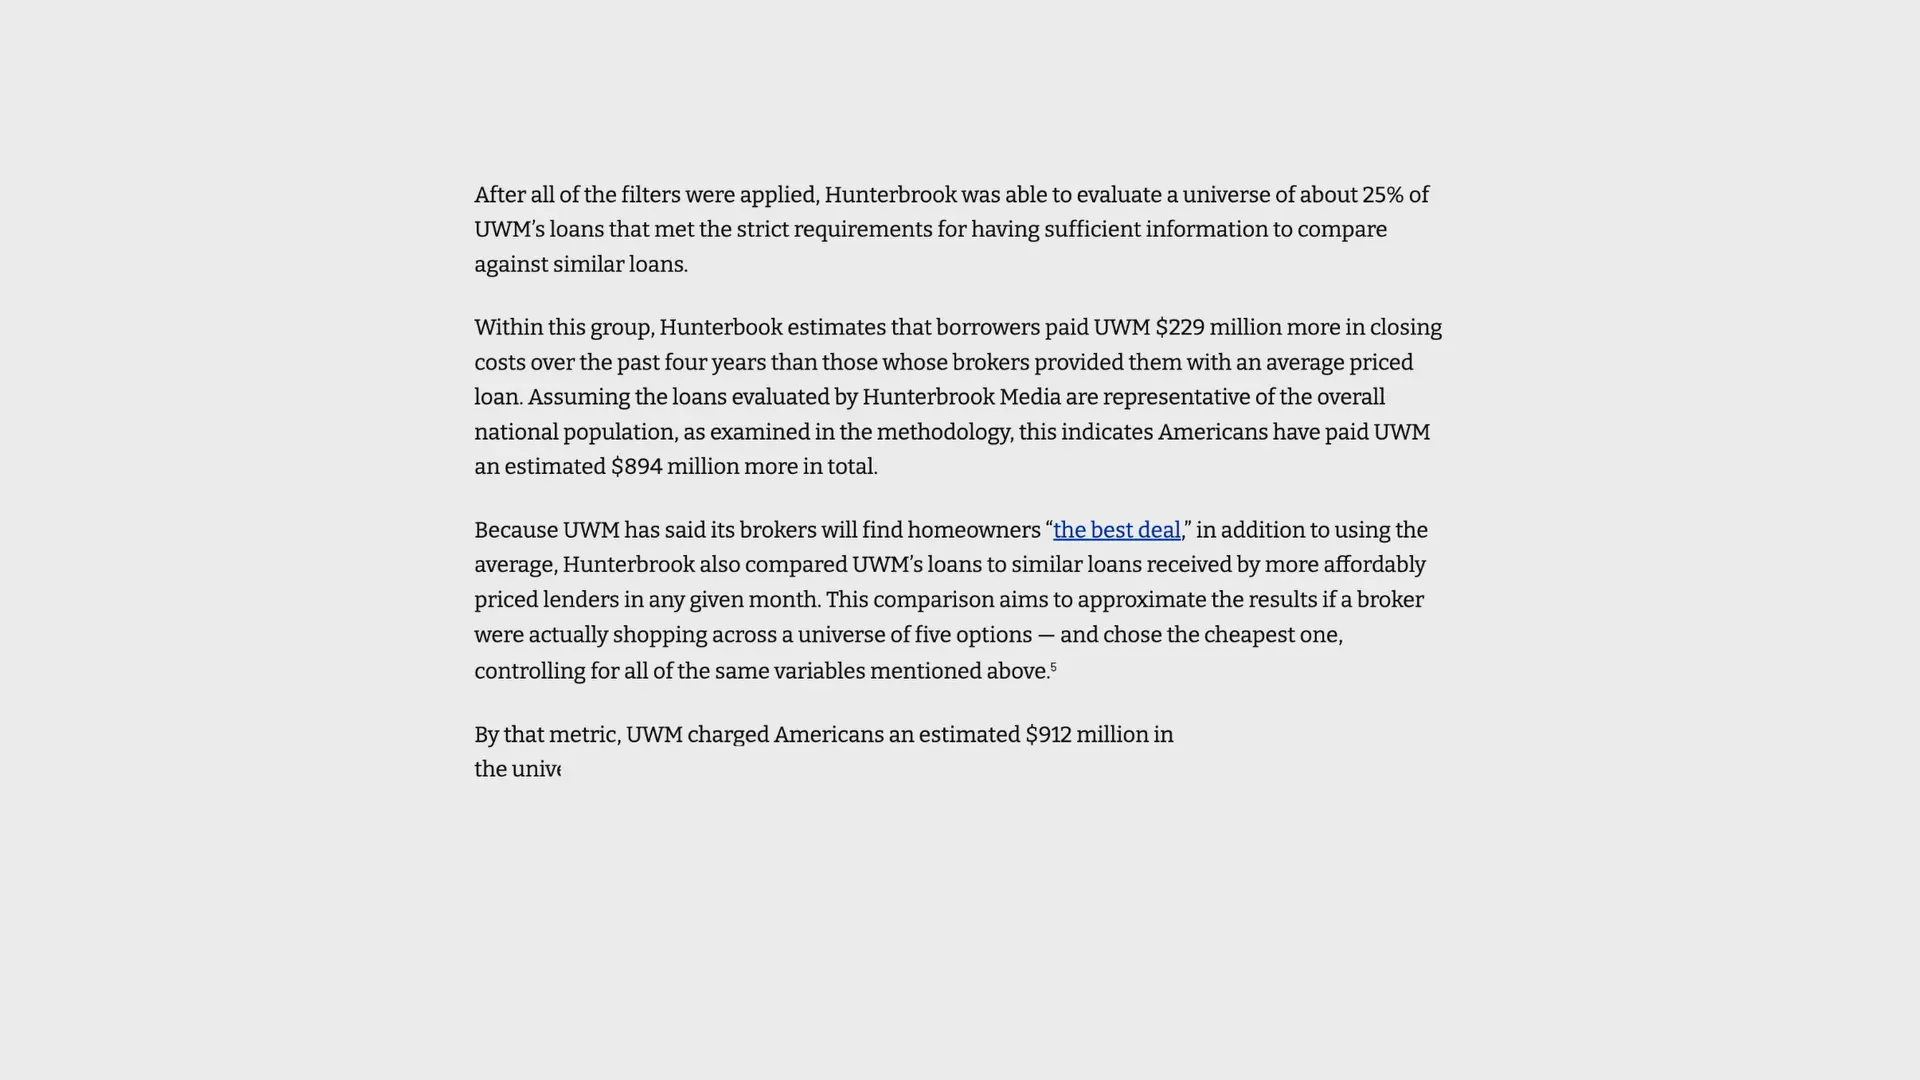 After all of the filters were applied, Hunterbrook was able to evaluate a universe of about 25% of
UWM’s loans that met the strict requirements for having sufficient information to compare
against similar loans.
Within this group, Hunterbook estimates that borrowers paid UWM $229 million more in closing
costs over the past four years than those whose brokers provided them with an average priced
loan. Assuming the loans evaluated by Hunterbrook Media are representative of the overall
national population, as examined in the methodology, this indicates Americans have paid UWM
an estimated $894 million more in total.
Because UWM has said its brokers will find homeowners “the best deal,” in addition to using the
average, Hunterbrook also compared UWM’s loans to similar loans received by more affordably
priced lenders in any given month. This comparison aims to approximate the results if a broker
were actually shopping across a universe of five options — and chose the cheapest one,
controlling for all of the same variables mentioned above.⁵
By that metric, UWM charged Americans an estimated $912 million in
the